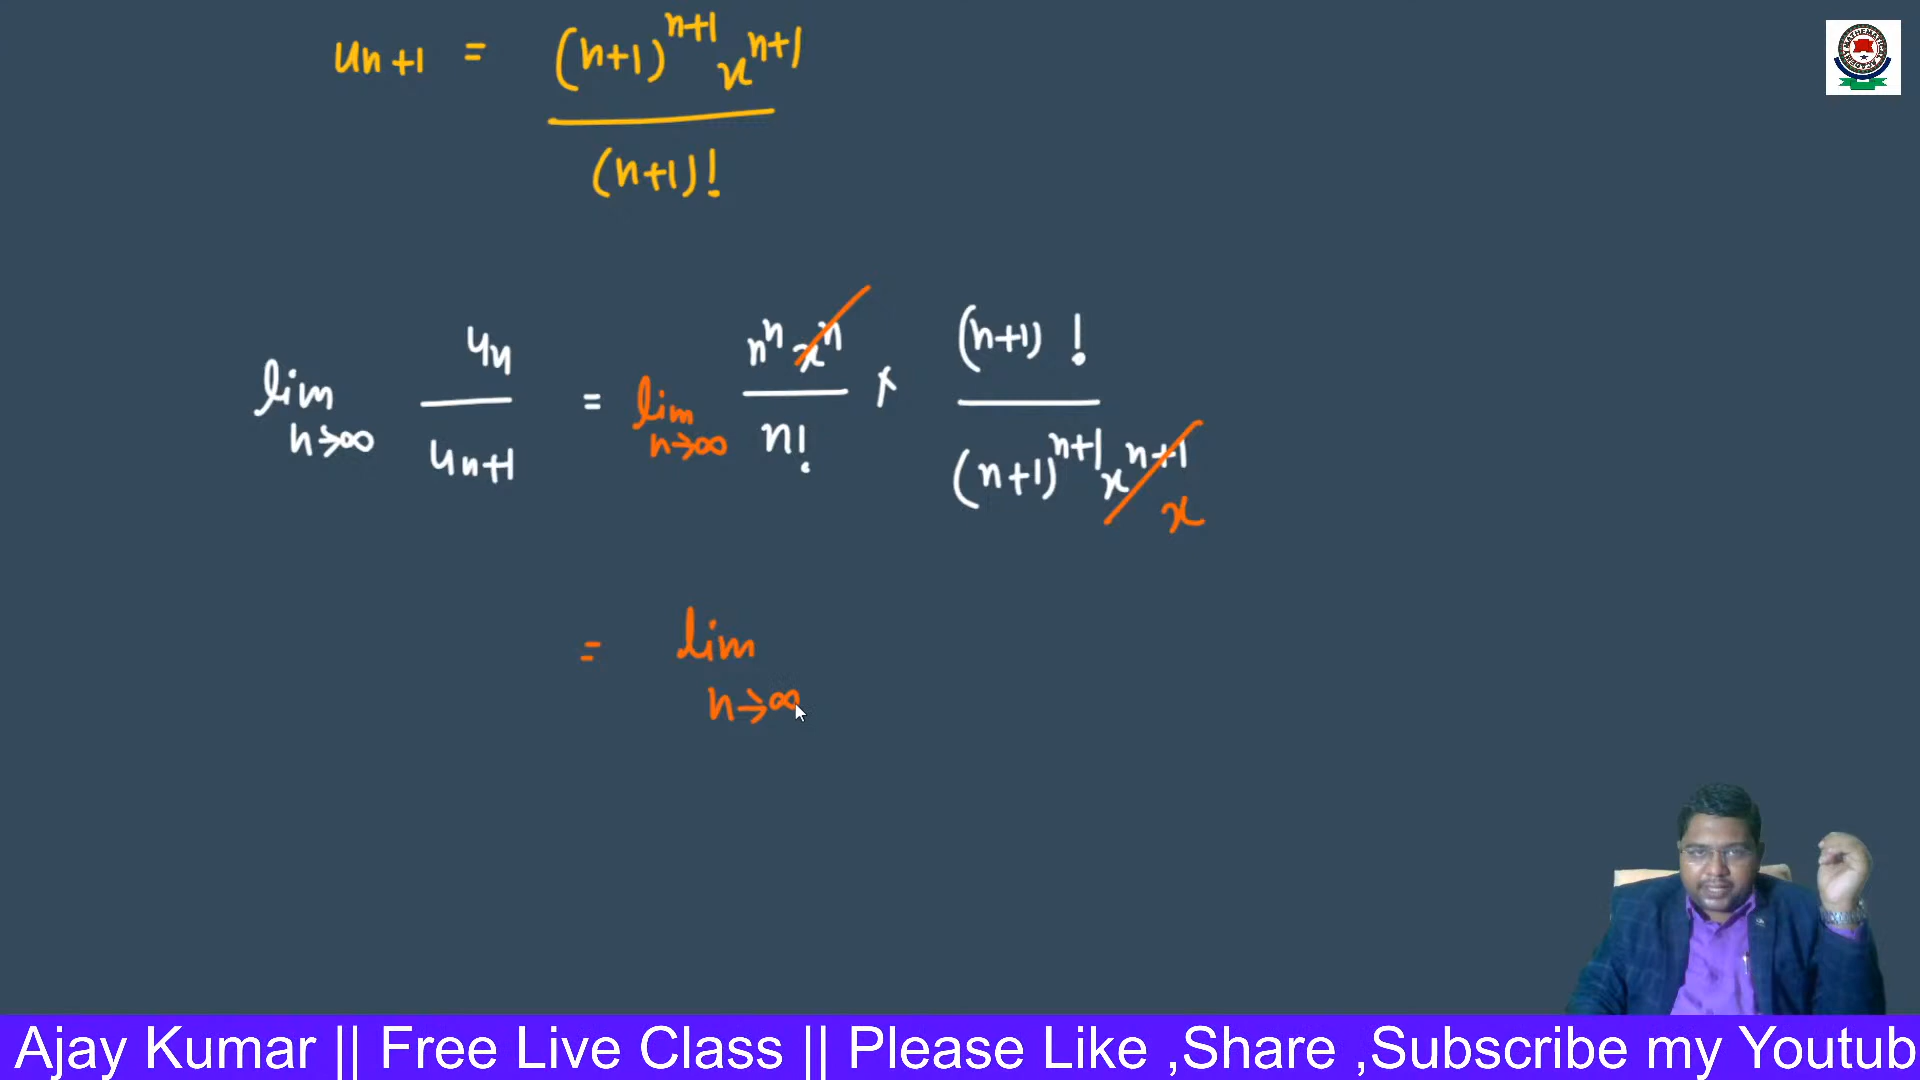 un+1 = (n+1)^n+1 x^n+1 / (n+1)!
lim n→∞ un / un+1 = lim n→∞ n^n x^n / n! × (n+1)! / (n+1)^n+1 x^n+1 x
= lim n→∞
Ajay Kumar || Free Live Class || Please Like ,Share ,Subscribe my Youtub